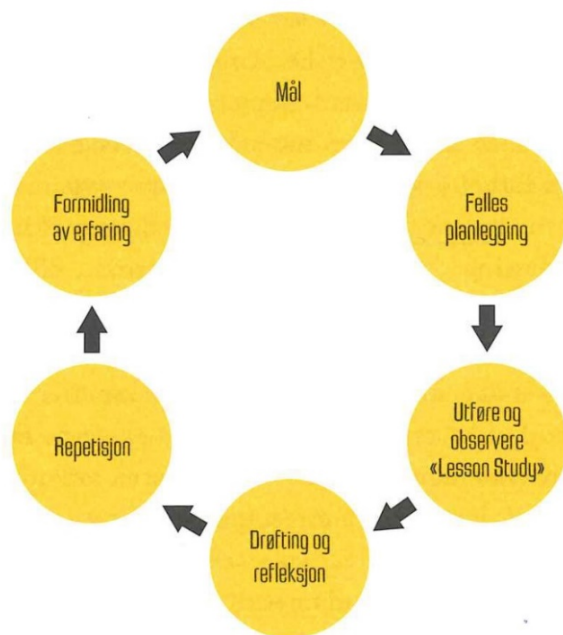 Mål
Felles
planlegging
Utføre og
observere
«Lesson Study»
Drøfting og
refleksjon
Repetisjon
Formidling
av erfaring